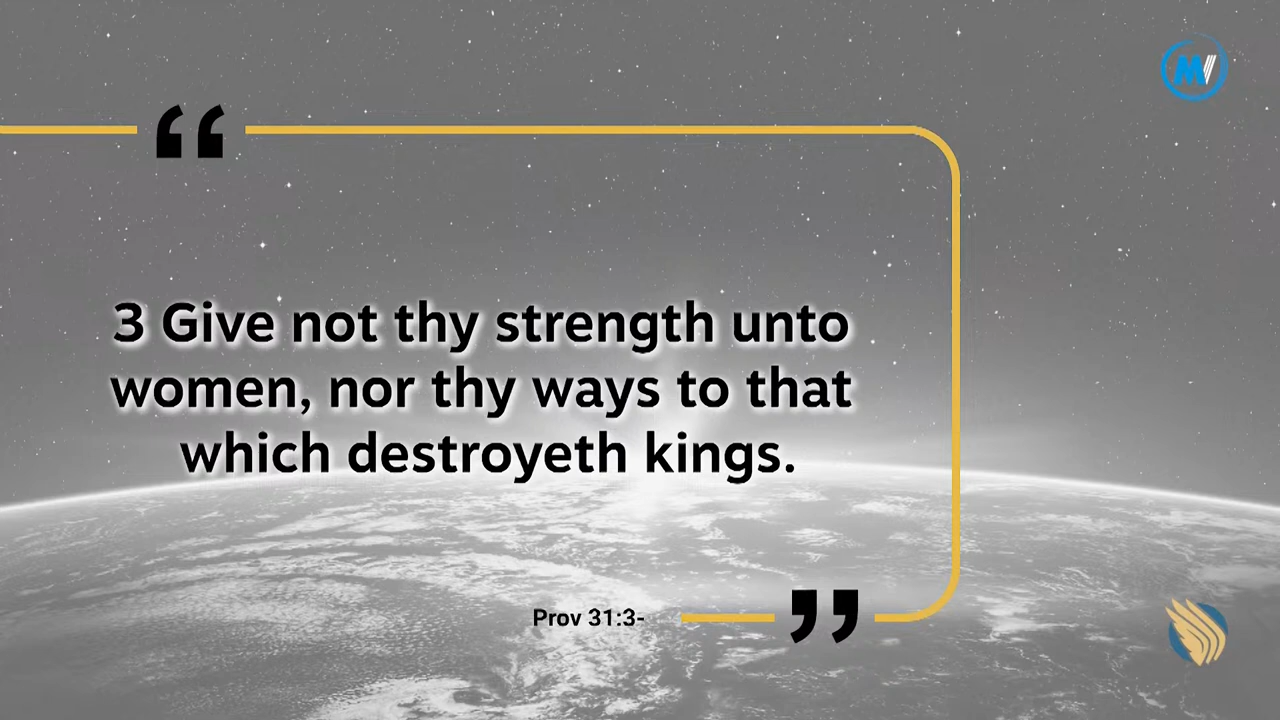 “
3 Give not thy strength unto
women, nor thy ways to that
which destroyeth kings.
Prov 31:3-
”